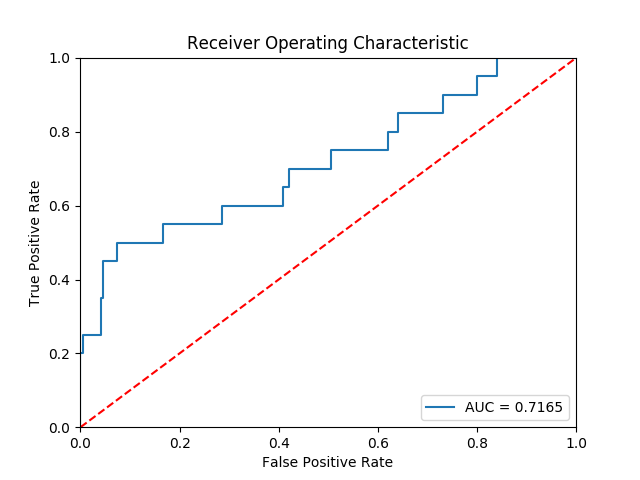 Receiver Operating Characteristic
1.0
0.8
0.6
0.4
0.2
0.0
True Positive Rate
AUC = 0.7165
0.0 0.2 0.4 0.6 0.8 1.0
False Positive Rate